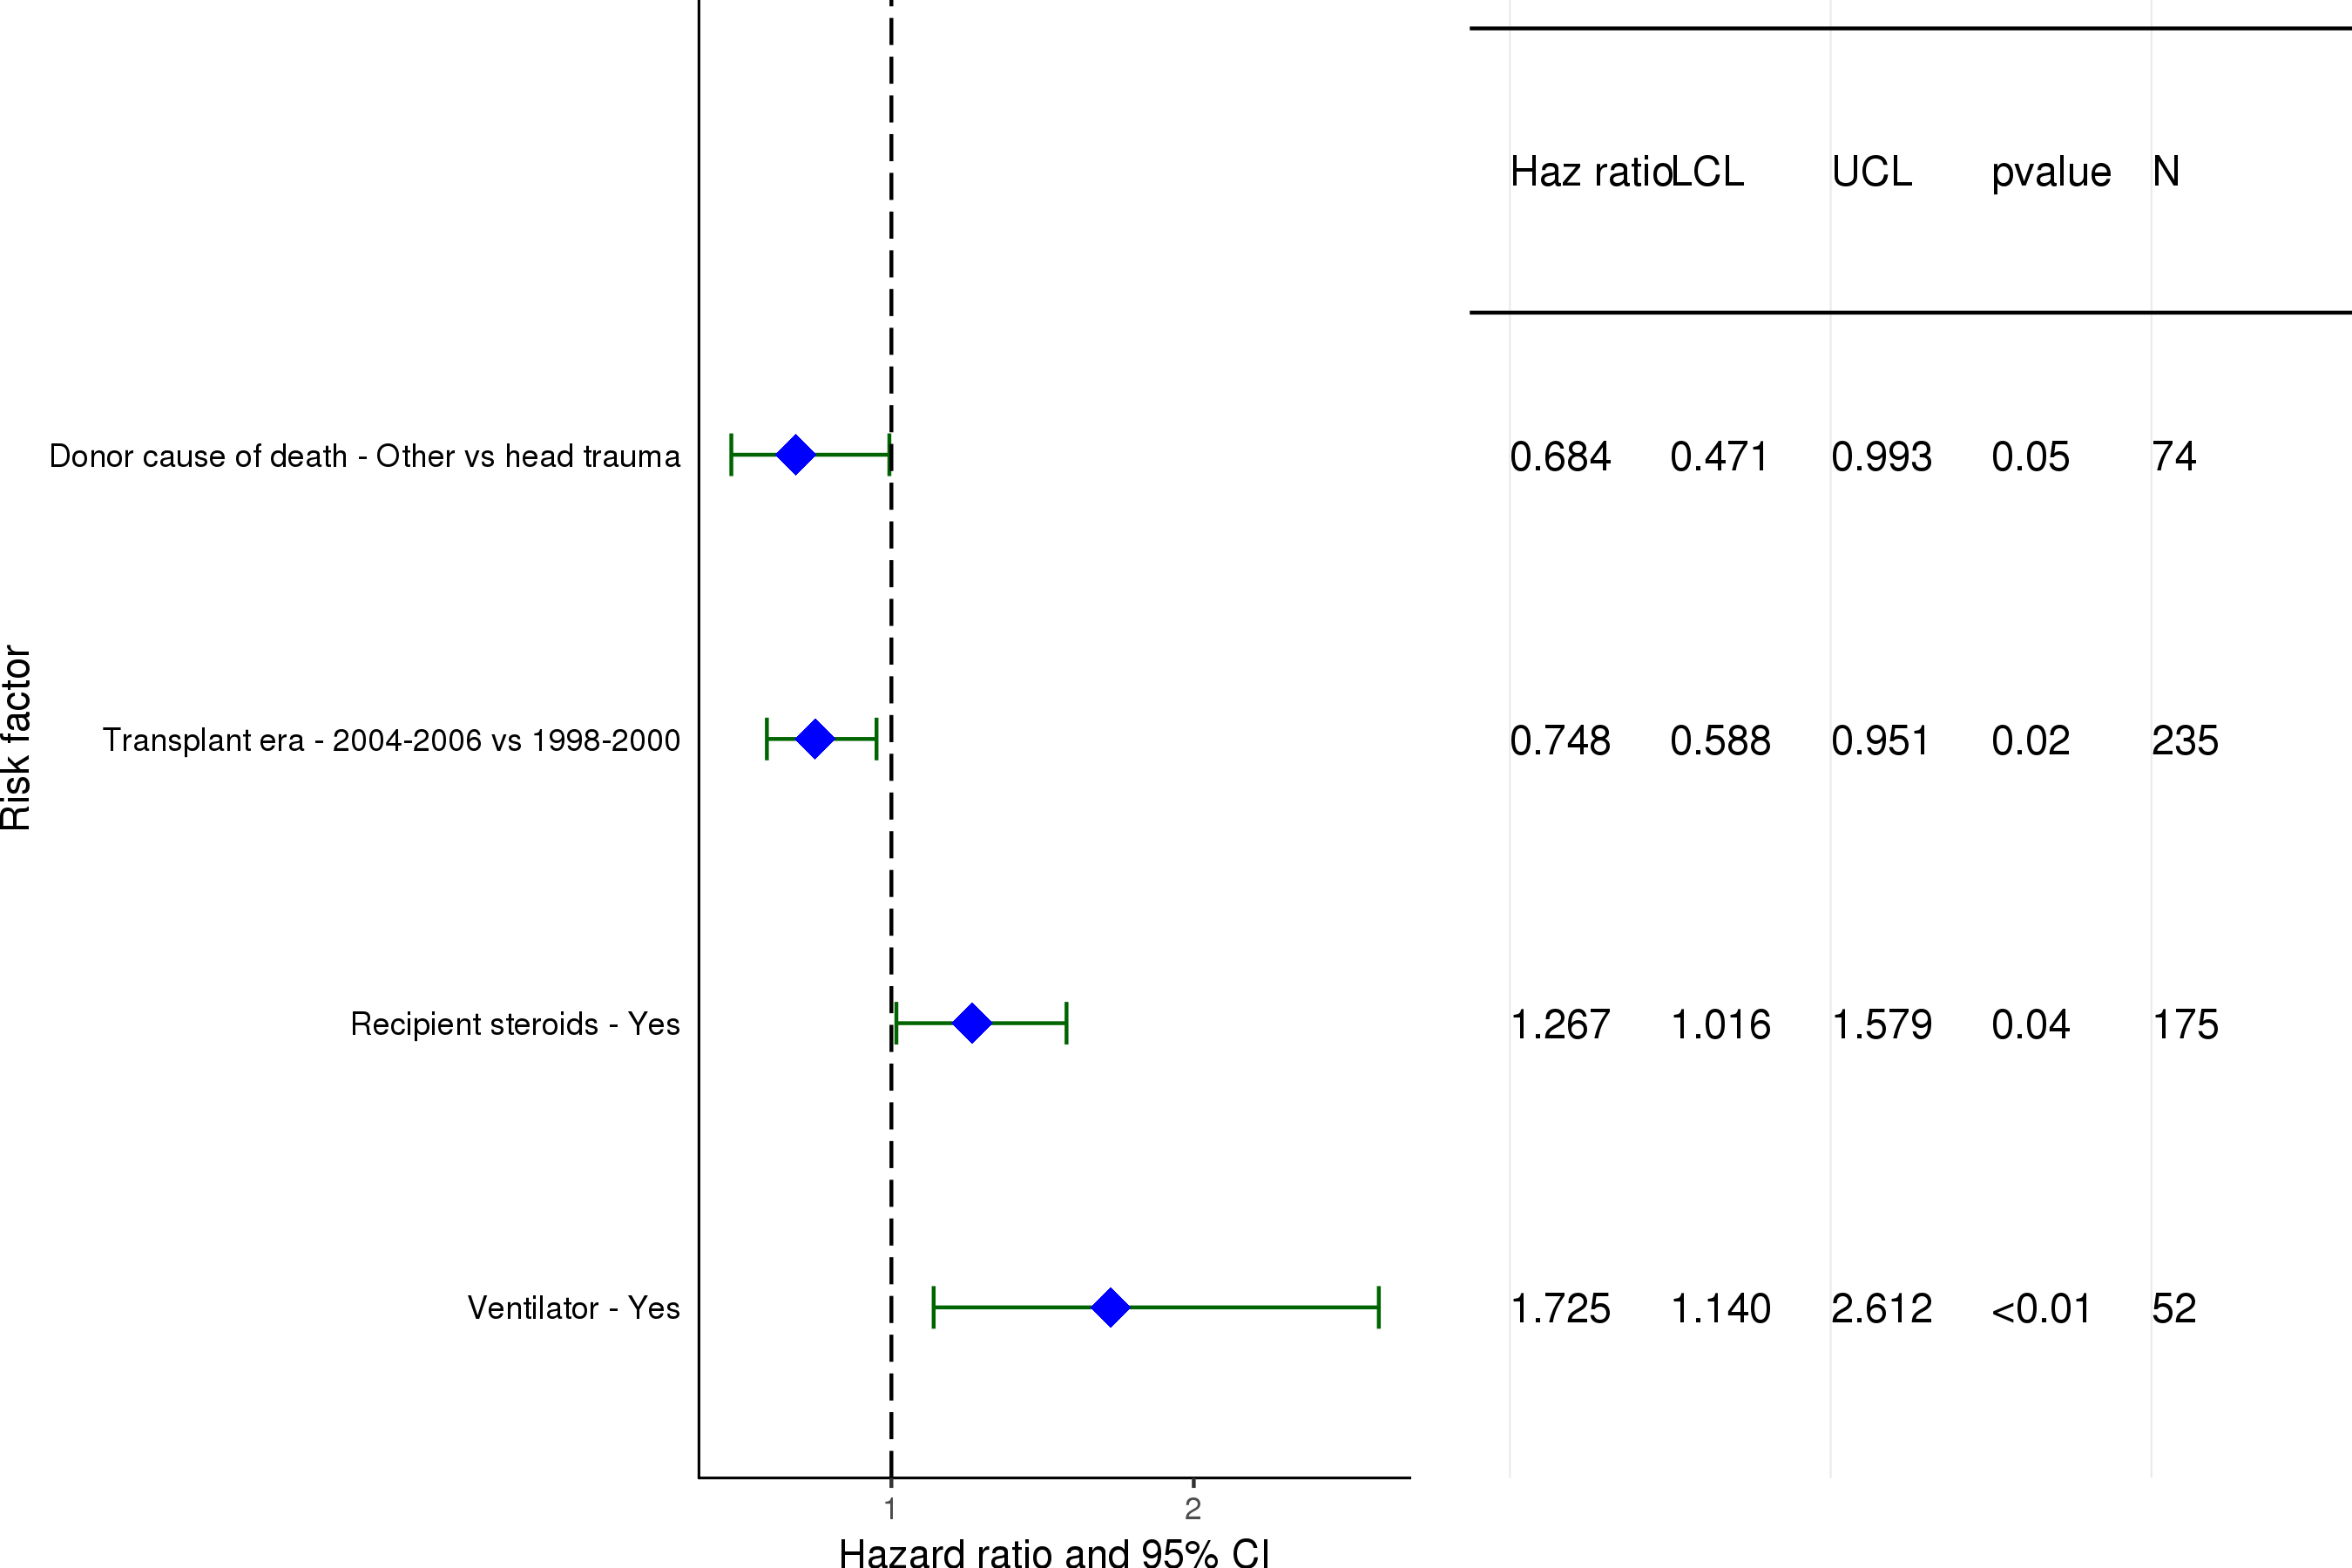 Haz ratio LCL UCL pvalue N
Donor cause of death - Other vs head trauma 0.684 0.471 0.993 0.05 74
Transplant era - 2004-2006 vs 1998-2000 0.748 0.588 0.951 0.02 235
Risk factor
Recipient steroids - Yes 1.267 1.016 1.579 0.04 175
Ventilator - Yes 1.725 1.140 2.612 <0.01 52
1 2
Hazard ratio and 95% CI